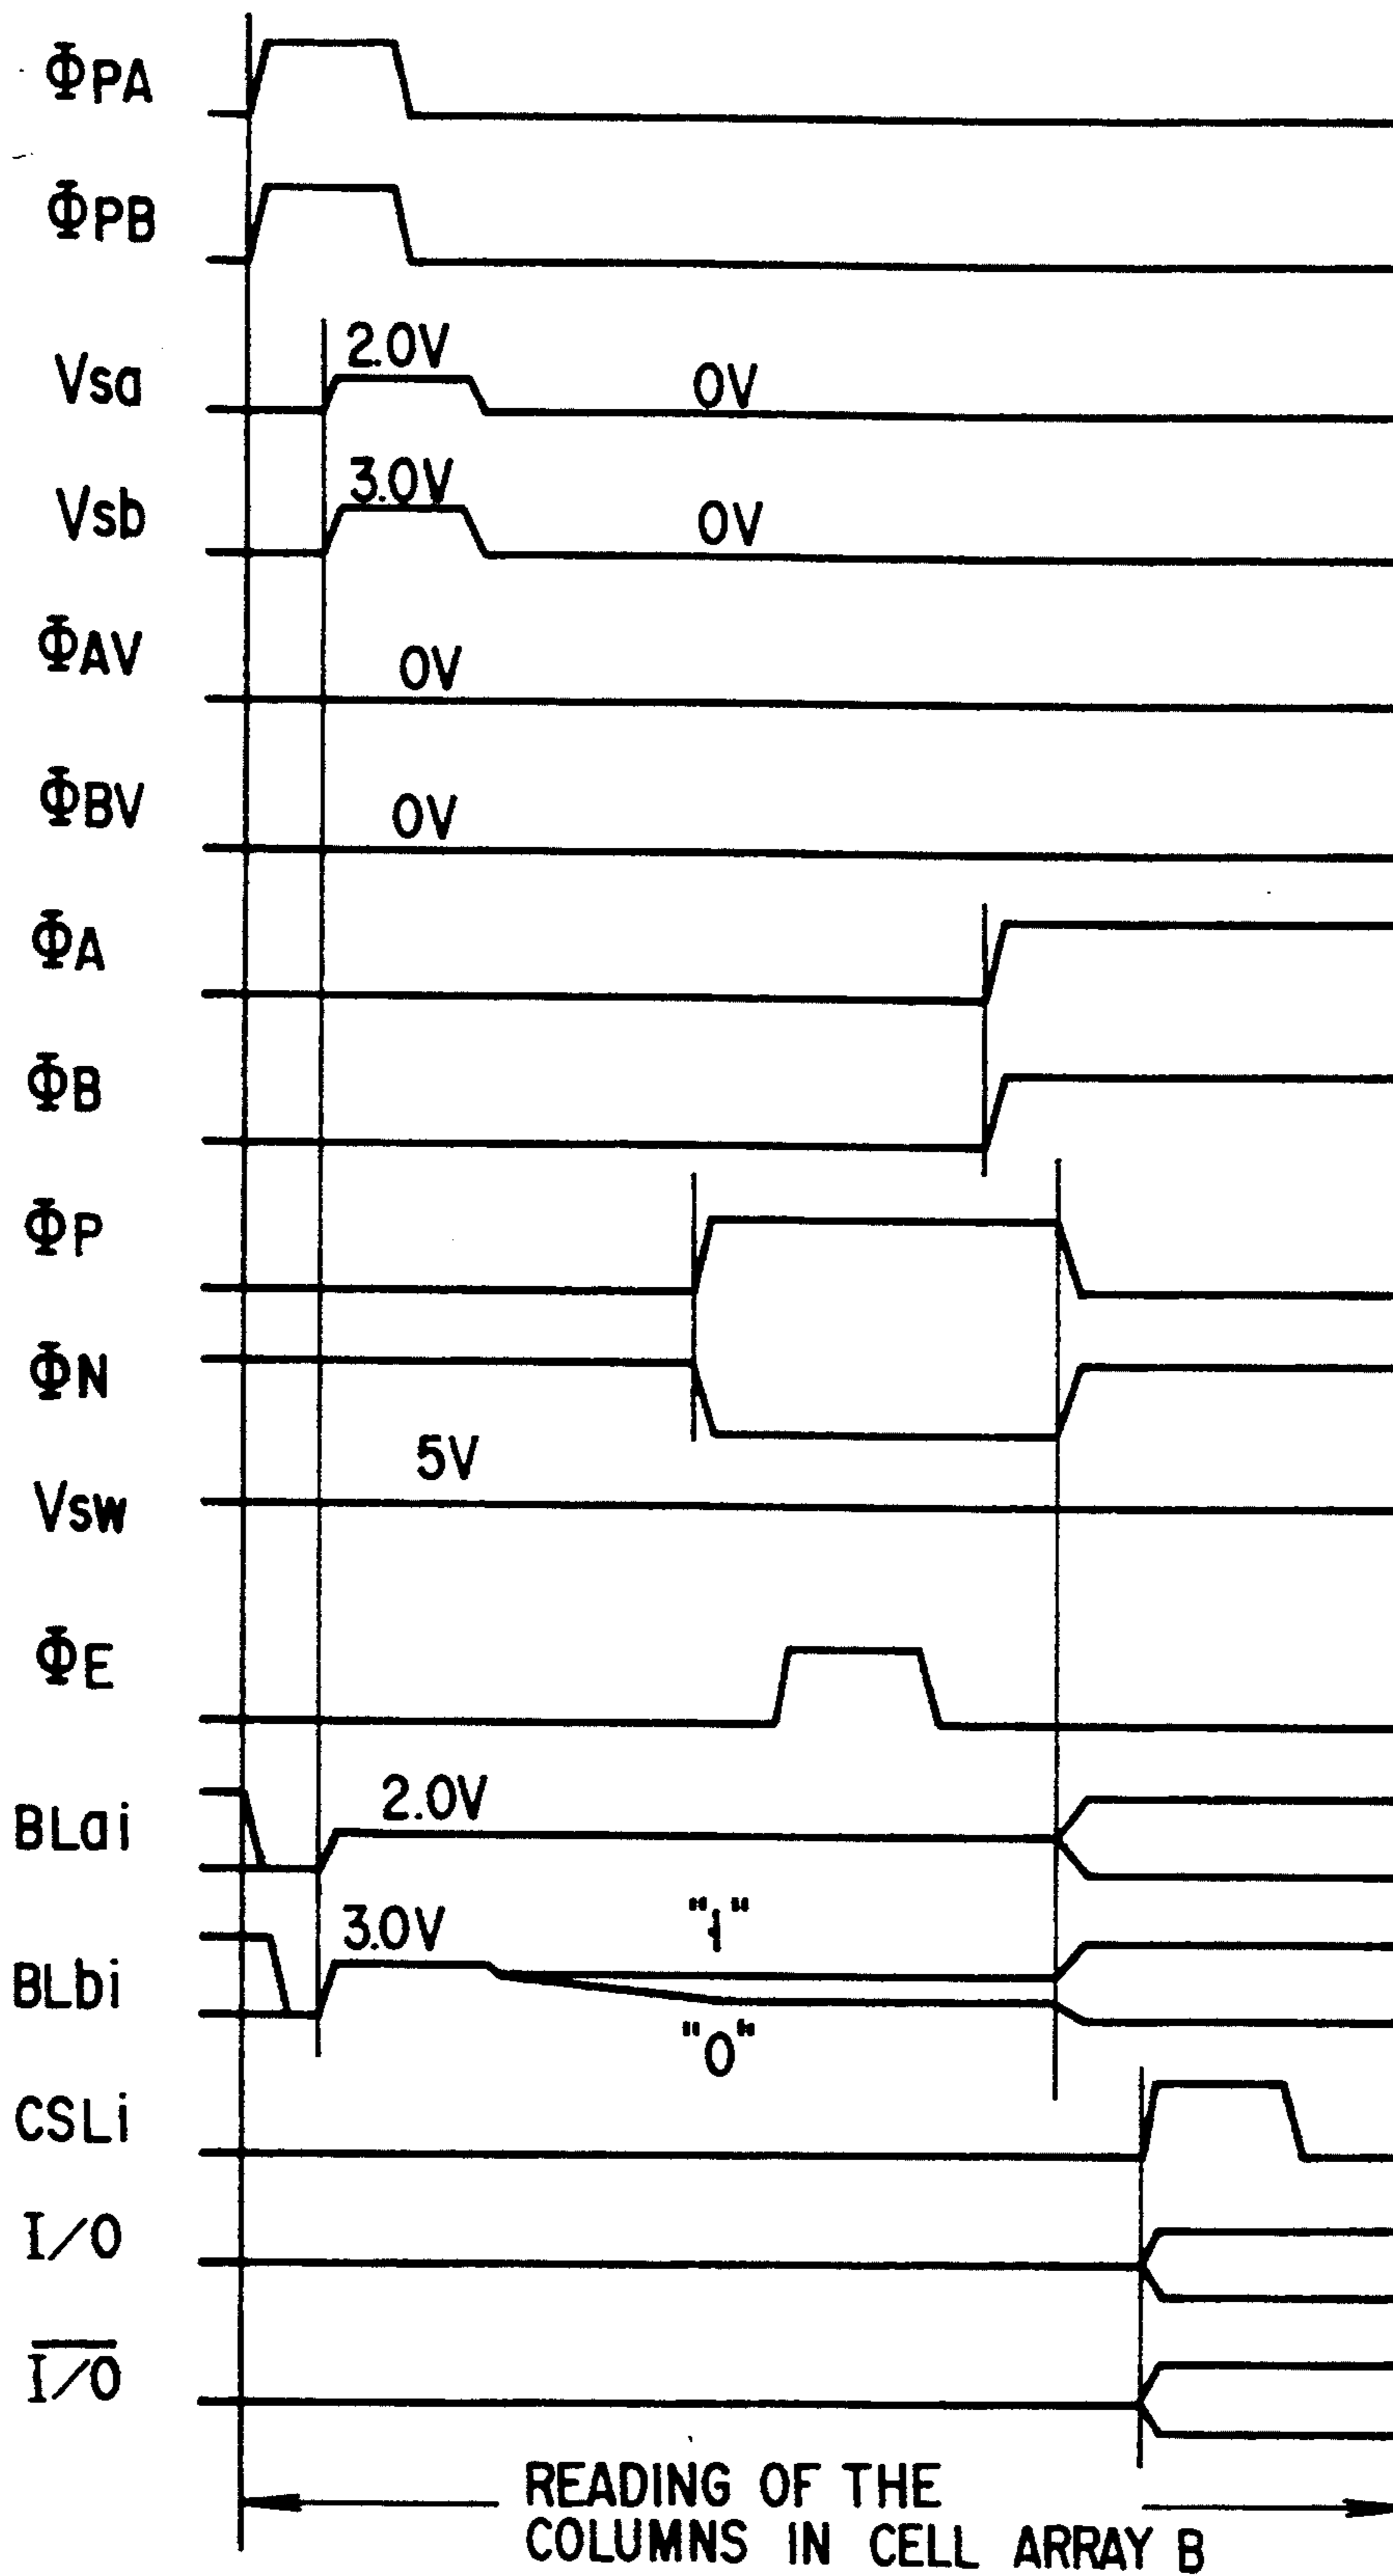 ΦPA
ΦPB
Vsa 2.0V 0V
Vsb 3.0V 0V
ΦAV 0V
ΦBV 0V
ΦA
ΦB
ΦP
ΦN
Vsw 5V
ΦE
BLai 2.0V
BLbi 3.0V "1"
"0"
CSLi
I/O
I/O
READING OF THE
COLUMNS IN CELL ARRAY B